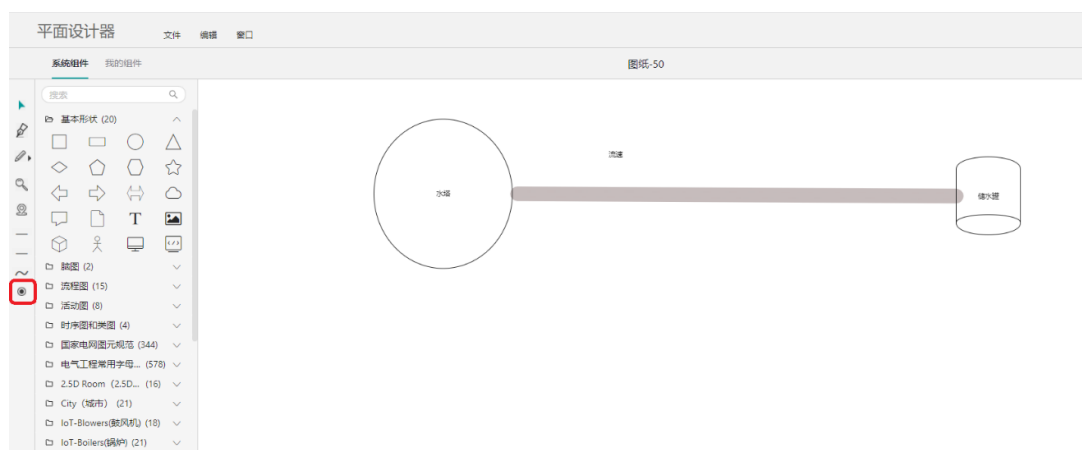 平面设计器 文件 编辑 窗口
系统组件 我的组件 图纸-50
搜索
基本形状 (20)
T
脑图 (2)
流程图 (15)
活动图 (8)
时序图和类图 (4)
国家电网图元规范 (344)
电气工程常用字母... (578)
2.5D Room (2.5D... (16)
City (城市) (21)
IoT-Blowers(鼓风机) (18)
IoT-Boilers(锅炉) (21)
流速
水塔
储水罐